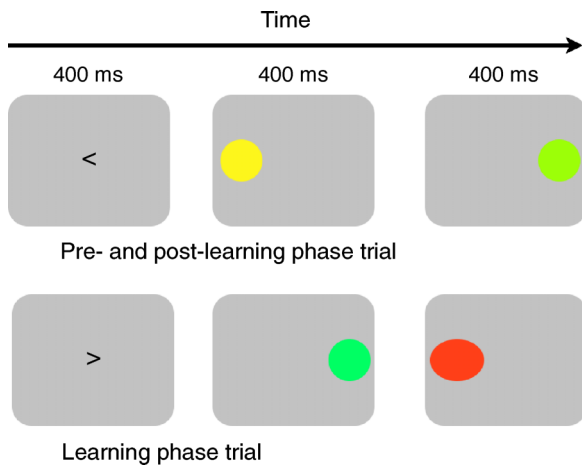 Time
400 ms 400 ms 400 ms
<
Pre- and post-learning phase trial
>
Learning phase trial